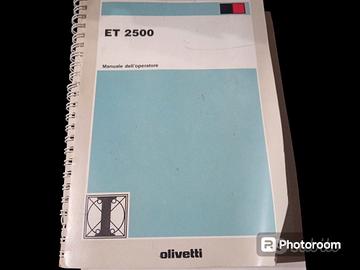 ET 2500
Manuale dell'operatore
I
olivetti
Photoroom